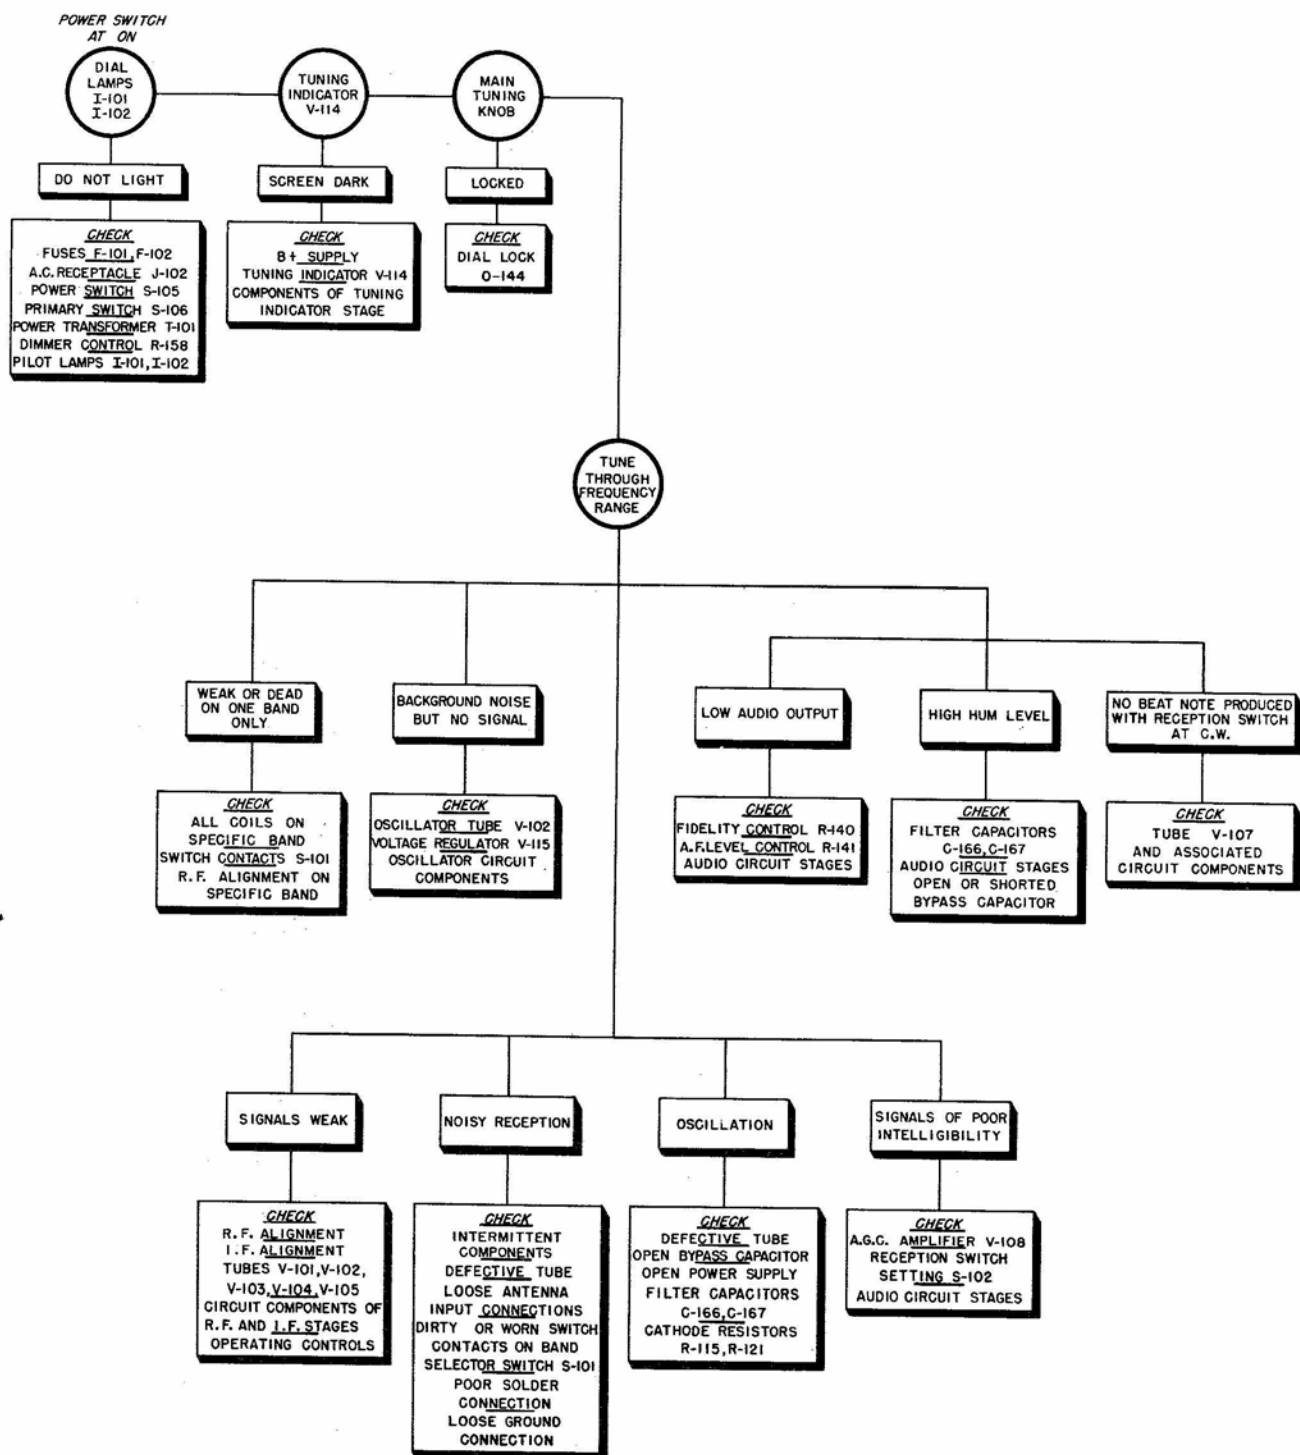 POWER SWITCH
AT ON
DIAL
LAMPS
I-101
I-102
TUNING
INDICATOR
V-114
MAIN
TUNING
KNOB
DO NOT LIGHT
SCREEN DARK
LOCKED
CHECK
FUSES F-101, F-102
A.C. RECEPTACLE J-102
POWER SWITCH S-105
PRIMARY SWITCH S-106
POWER TRANSFORMER T-101
DIMMER CONTROL R-158
PILOT LAMPS I-101, I-102
CHECK
B+ SUPPLY
TUNING INDICATOR V-114
COMPONENTS OF TUNING
INDICATOR STAGE
CHECK
DIAL LOCK
O-144
TUNE
THROUGH
FREQUENCY
RANGE
WEAK OR DEAD
ON ONE BAND
ONLY
BACKGROUND NOISE
BUT NO SIGNAL
LOW AUDIO OUTPUT
HIGH HUM LEVEL
NO BEAT NOTE PRODUCED
WITH RECEPTION SWITCH
AT C.W.
CHECK
ALL COILS ON
SPECIFIC BAND
SWITCH CONTACTS S-101
R.F. ALIGNMENT ON
SPECIFIC BAND
CHECK
OSCILLATOR TUBE V-102
VOLTAGE REGULATOR V-115
OSCILLATOR CIRCUIT
COMPONENTS
CHECK
FIDELITY CONTROL R-140
A.F. LEVEL CONTROL R-141
AUDIO CIRCUIT STAGES
CHECK
FILTER CAPACITORS
C-166, C-167
AUDIO CIRCUIT STAGES
OPEN OR SHORTED
BYPASS CAPACITOR
CHECK
TUBE V-107
AND ASSOCIATED
CIRCUIT COMPONENTS
SIGNALS WEAK
NOISY RECEPTION
OSCILLATION
SIGNALS OF POOR
INTELLIGIBILITY
CHECK
R.F. ALIGNMENT
I.F. ALIGNMENT
TUBES V-101, V-102,
V-103, V-104, V-105
CIRCUIT COMPONENTS OF
R.F. AND I.F. STAGES
OPERATING CONTROLS
CHECK
INTERMITTENT
COMPONENTS
DEFECTIVE TUBE
LOOSE ANTENNA
INPUT CONNECTIONS
DIRTY OR WORN SWITCH
CONTACTS ON BAND
SELECTOR SWITCH S-101
POOR SOLDER
CONNECTION
LOOSE GROUND
CONNECTION
CHECK
DEFECTIVE TUBE
OPEN BYPASS CAPACITOR
OPEN POWER SUPPLY
FILTER CAPACITORS
C-166, C-167
CATHODE RESISTORS
R-115, R-121
CHECK
A.G.C. AMPLIFIER V-108
RECEPTION SWITCH
SETTING S-102
AUDIO CIRCUIT STAGES